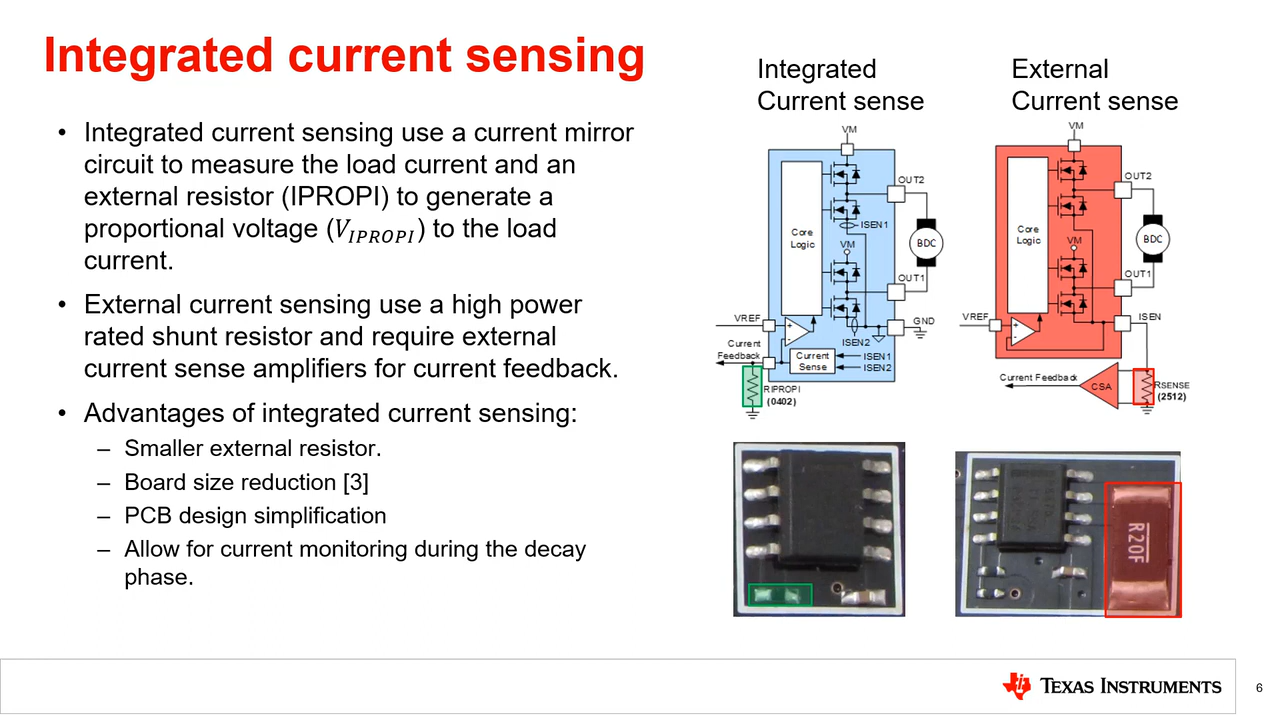 Integrated current sensing
• Integrated current sensing use a current mirror
circuit to measure the load current and an
external resistor (IPROPI) to generate a
proportional voltage (V_IPROPI) to the load
current.
• External current sensing use a high power
rated shunt resistor and require external
current sense amplifiers for current feedback.
• Advantages of integrated current sensing:
– Smaller external resistor.
– Board size reduction [3]
– PCB design simplification
– Allow for current monitoring during the decay
phase.
Integrated
Current sense
VM
OUT2
Core
Logic
ISEN1
VM
BDC
OUT1
VREF
+
-
GND
ISEN2
Current
Feedback
Current
Sense
ISEN1
ISEN2
RIPROPI
(0402)
External
Current sense
VM
OUT2
Core
Logic
VM
BDC
OUT1
VREF
+
-
ISEN
Current Feedback
CSA
RSENSE
(2512)
R20F
TEXAS INSTRUMENTS
6